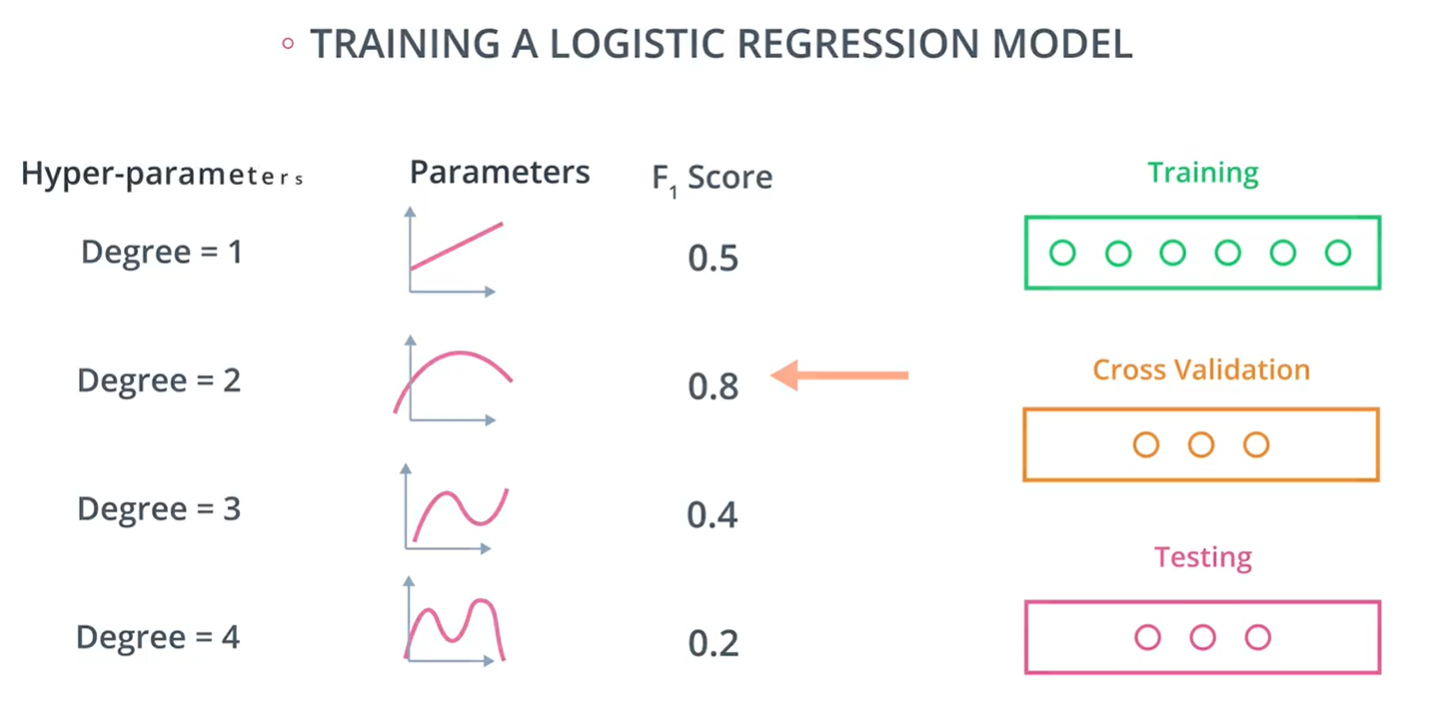 TRAINING A LOGISTIC REGRESSION MODEL
Hyper-parameters Parameters F₁ Score
Degree = 1 0.5
Degree = 2 0.8
Degree = 3 0.4
Degree = 4 0.2
Training
Cross Validation
Testing